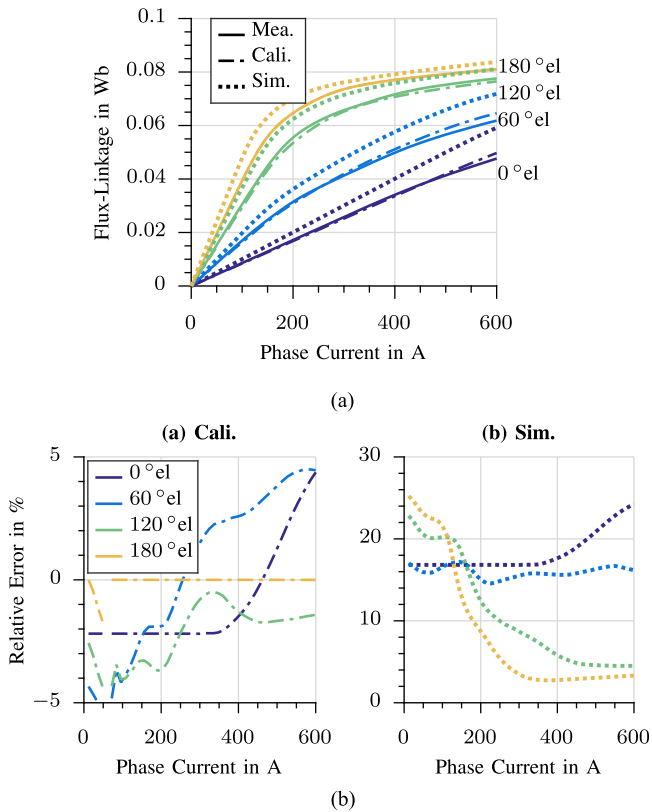 0.1
0.08
0.06
0.04
0.02
0
Flux-Linkage in Wb
Mea.
Cali.
Sim.
180 °el
120 °el
60 °el
0 °el
0 200 400 600
Phase Current in A
(a)
(a) Cali.
5
0
−5
Relative Error in %
0 °el
60 °el
120 °el
180 °el
0 200 400 600
Phase Current in A
(b) Sim.
30
20
10
0
0 200 400 600
Phase Current in A
(b)